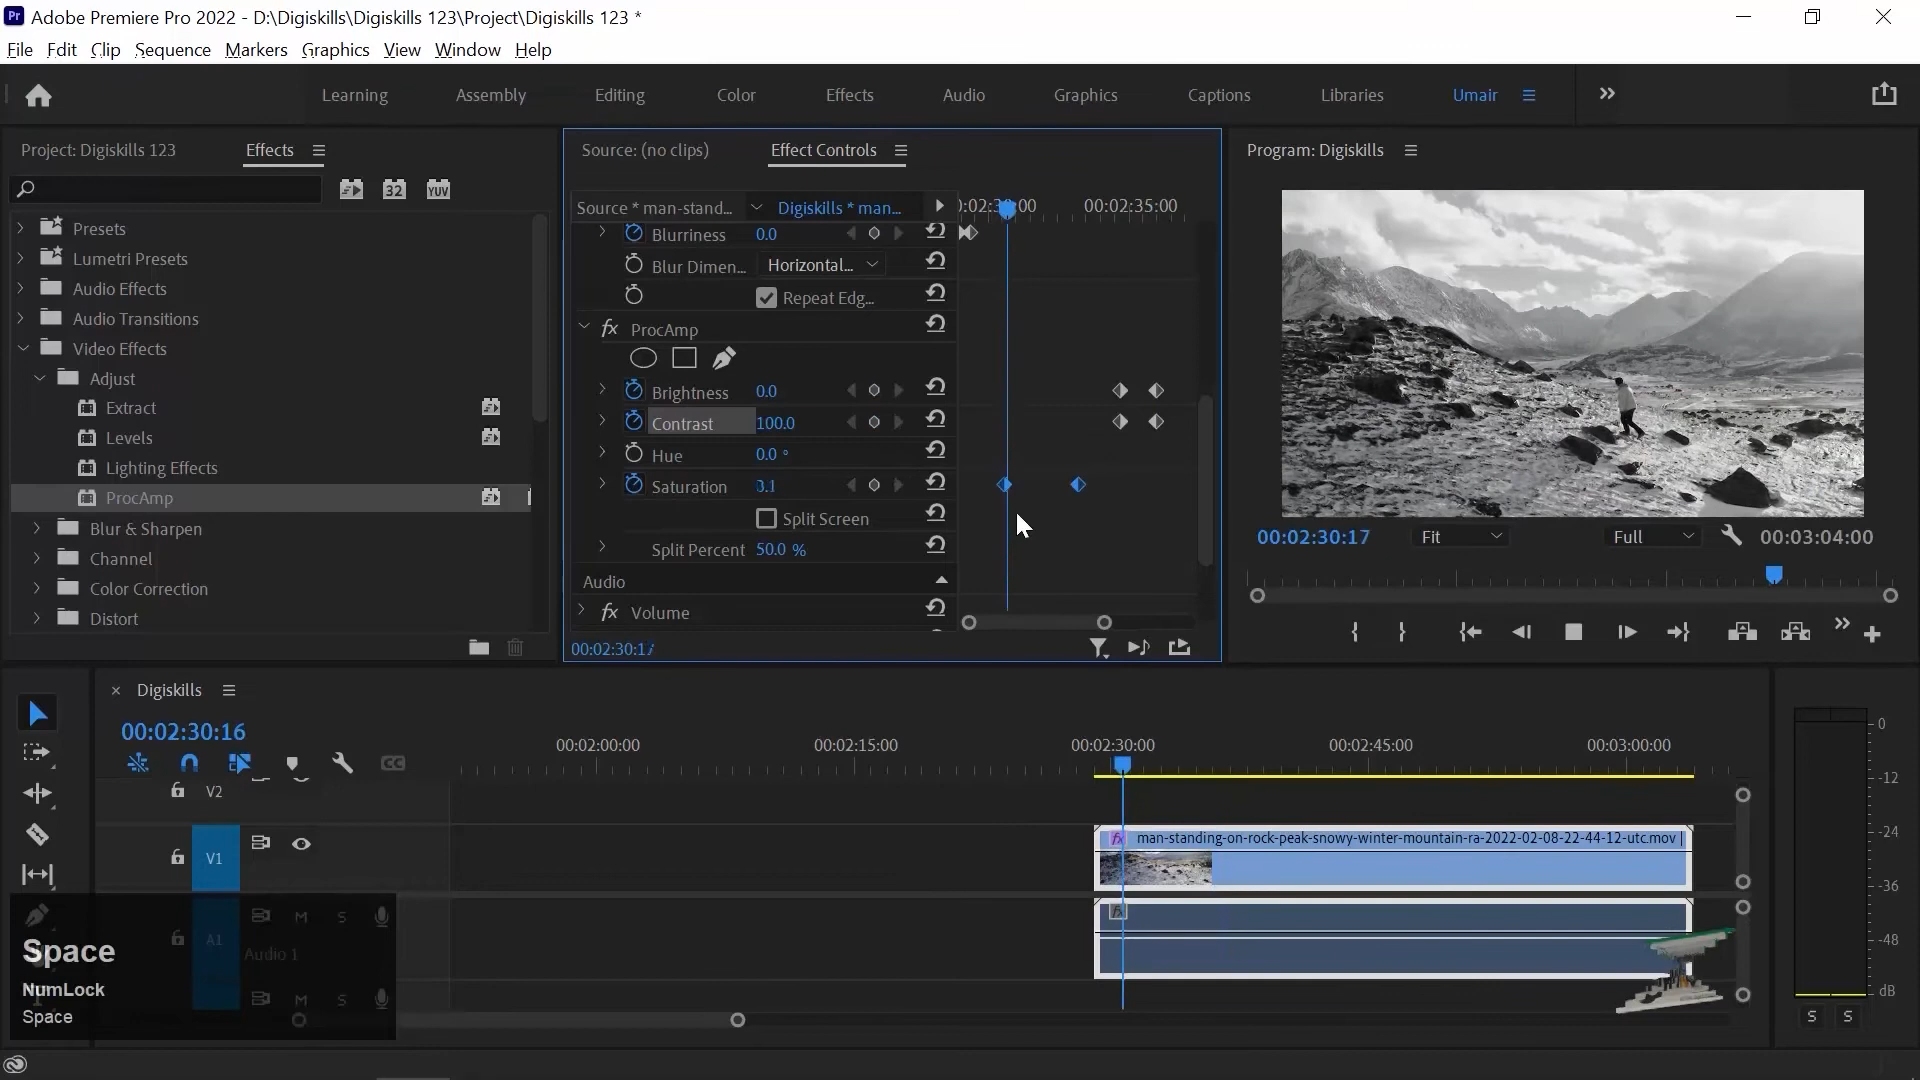 Adobe Premiere Pro 2022 - D:\Digiskills\Digiskills 123\Project\Digiskills 123 *
File Edit Clip Sequence Markers Graphics View Window Help
Learning Assembly Editing Color Effects Audio Graphics Captions Libraries Umair
Project: Digiskills 123 Effects
32 YUV
Presets
Lumetri Presets
Audio Effects
Audio Transitions
Video Effects
Adjust
Extract
Levels
Lighting Effects
ProcAmp
Blur & Sharpen
Channel
Color Correction
Distort
Source: (no clips) Effect Controls
Source * man-stand... Digiskills * man... 00:02:35:00
Blurriness 0.0
Blur Dimen... Horizontal...
Repeat Edg...
fx ProcAmp
Brightness 0.0
Contrast 100.0
Hue 0.0 °
Saturation 3.1
Split Screen
Split Percent 50.0 %
Audio
fx Volume
00:02:30:17
Program: Digiskills
00:02:30:17 Fit Full 00:03:04:00
Digiskills
00:02:30:16
CC
00:02:00:00 00:02:15:00 00:02:30:00 00:02:45:00 00:03:00:00
V2
V1
fx man-standing-on-rock-peak-snowy-winter-mountain-ra-2022-02-08-22-44-12-utc.mov
A1 M S
Audio 1
M S
fx
Space
NumLock
Space
0
-12
-24
-36
-48
dB
S S